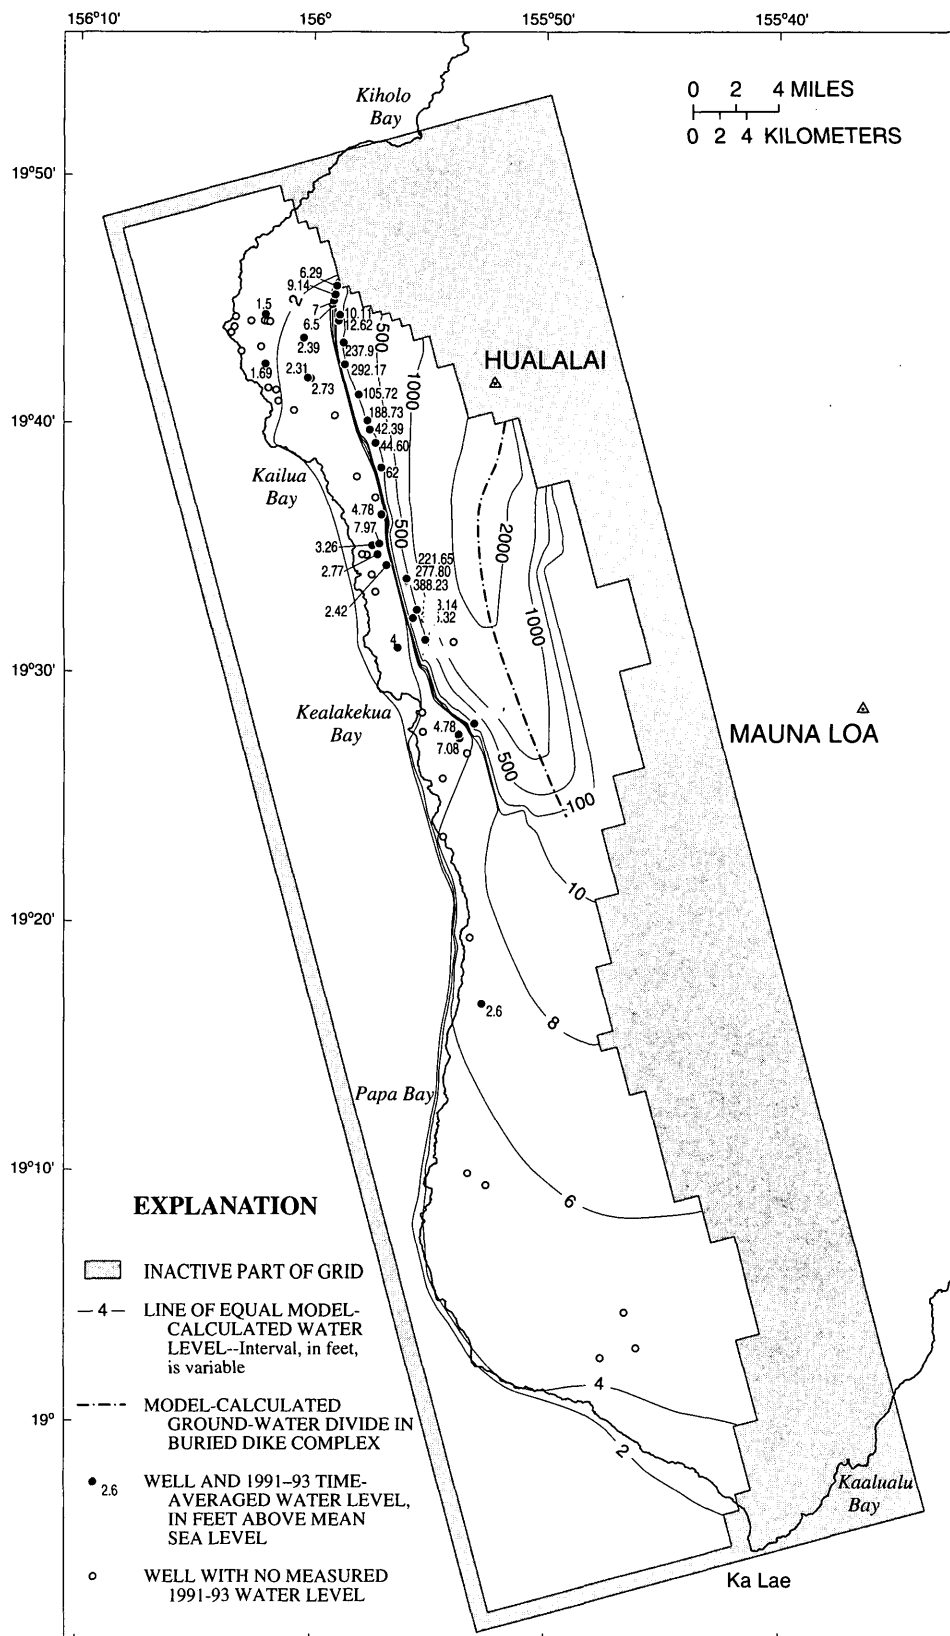 156°10'
156°
155°50'
155°40'
0 2 4 MILES
0 2 4 KILOMETERS
Kiholo
Bay
19°50'
6.29
9.14
2
1.5
7
10.11
6.5
12.62
500
2.39
237.9
HUALALAI
292.17
1.69
2.31
2.73
105.72
1000
188.73
19°40'
42.39
44.60
Kailua
Bay
62
4.78
7.97
500
2000
3.26
221.65
2.77
277.80
388.23
2.42
3.14
.32
1000
4
19°30'
Kealakekua
Bay
MAUNA LOA
4.78
7.08
500
100
10
19°20'
2.6
8
Papa Bay
19°10'
6
EXPLANATION
INACTIVE PART OF GRID
4
LINE OF EQUAL MODEL-
CALCULATED WATER
LEVEL--Interval, in feet,
is variable
4
MODEL-CALCULATED
GROUND-WATER DIVIDE IN
BURIED DIKE COMPLEX
19°
2
2.6
WELL AND 1991–93 TIME-
AVERAGED WATER LEVEL,
IN FEET ABOVE MEAN
SEA LEVEL
Kaalualu
Bay
WELL WITH NO MEASURED
1991-93 WATER LEVEL
Ka Lae